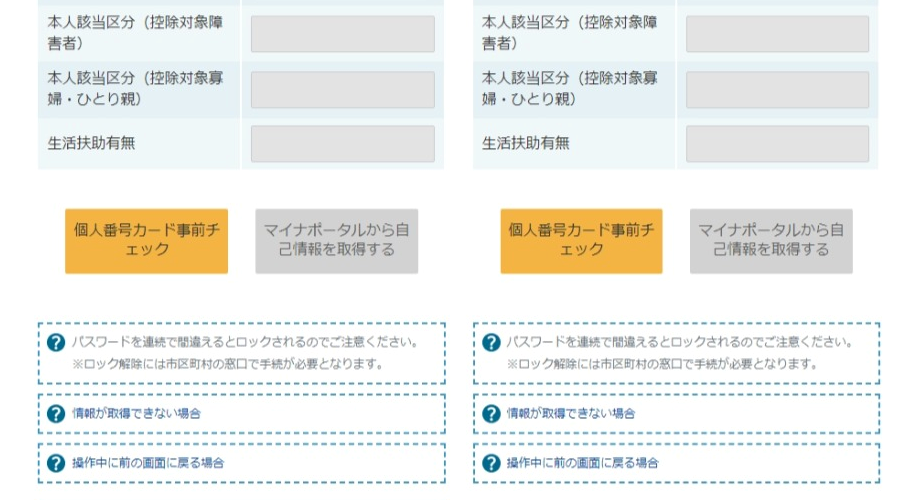 本人該当区分（控除対象障
害者）
本人該当区分（控除対象寡
婦・ひとり親）
生活扶助有無
個人番号カード事前チ
ェック
マイナポータルから自
己情報を取得する
パスワードを連続で間違えるとロックされるのでご注意ください。
※ロック解除には市区町村の窓口で手続が必要となります。
情報が取得できない場合
操作中に前の画面に戻る場合
本人該当区分（控除対象障
害者）
本人該当区分（控除対象寡
婦・ひとり親）
生活扶助有無
個人番号カード事前チ
ェック
マイナポータルから自
己情報を取得する
パスワードを連続で間違えるとロックされるのでご注意ください。
※ロック解除には市区町村の窓口で手続が必要となります。
情報が取得できない場合
操作中に前の画面に戻る場合